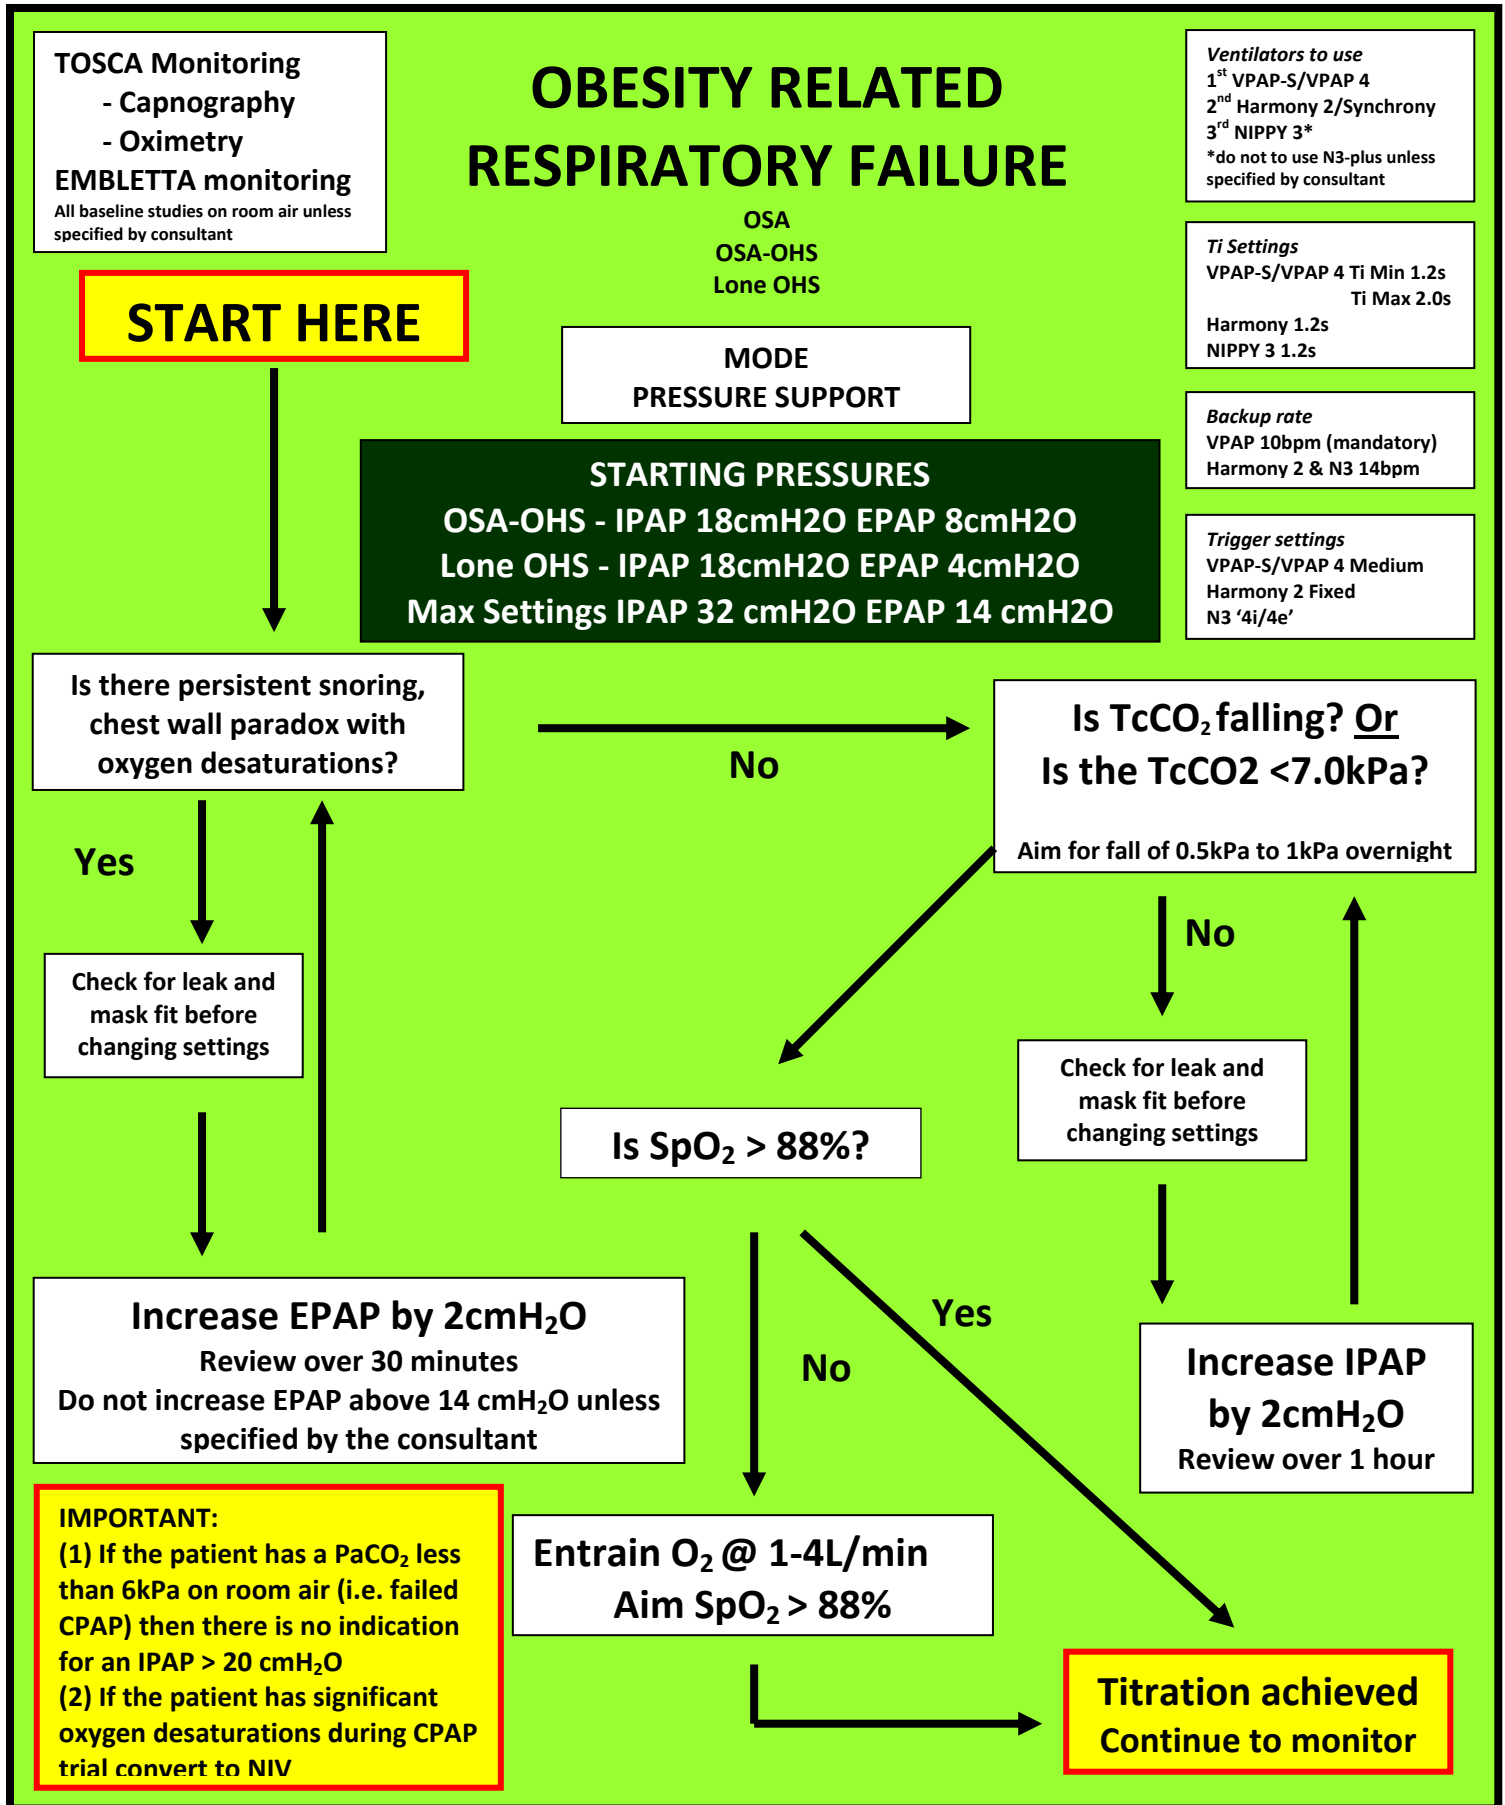 TOSCA Monitoring
- Capnography
- Oximetry
EMBLETTA monitoring
All baseline studies on room air unless
specified by consultant
OBESITY RELATED
RESPIRATORY FAILURE
OSA
OSA-OHS
Lone OHS
Ventilators to use
1st VPAP-S/VPAP 4
2nd Harmony 2/Synchrony
3rd NIPPY 3*
*do not to use N3-plus unless
specified by consultant
Ti Settings
VPAP-S/VPAP 4 Ti Min 1.2s
Ti Max 2.0s
Harmony 1.2s
NIPPY 3 1.2s
Backup rate
VPAP 10bpm (mandatory)
Harmony 2 & N3 14bpm
Trigger settings
VPAP-S/VPAP 4 Medium
Harmony 2 Fixed
N3 ‘4i/4e’
START HERE
MODE
PRESSURE SUPPORT
STARTING PRESSURES
OSA-OHS - IPAP 18cmH2O EPAP 8cmH2O
Lone OHS - IPAP 18cmH2O EPAP 4cmH2O
Max Settings IPAP 32 cmH2O EPAP 14 cmH2O
Is there persistent snoring,
chest wall paradox with
oxygen desaturations?
No
Is TcCO₂ falling? Or
Is the TcCO2 <7.0kPa?
Aim for fall of 0.5kPa to 1kPa overnight
Yes
No
Check for leak and
mask fit before
changing settings
Check for leak and
mask fit before
changing settings
Is SpO₂ > 88%?
Increase EPAP by 2cmH₂O
Review over 30 minutes
Do not increase EPAP above 14 cmH₂O unless
specified by the consultant
No
Yes
Increase IPAP
by 2cmH₂O
Review over 1 hour
IMPORTANT:
(1) If the patient has a PaCO₂ less
than 6kPa on room air (i.e. failed
CPAP) then there is no indication
for an IPAP > 20 cmH₂O
(2) If the patient has significant
oxygen desaturations during CPAP
trial convert to NIV
Entrain O₂ @ 1-4L/min
Aim SpO₂ > 88%
Titration achieved
Continue to monitor